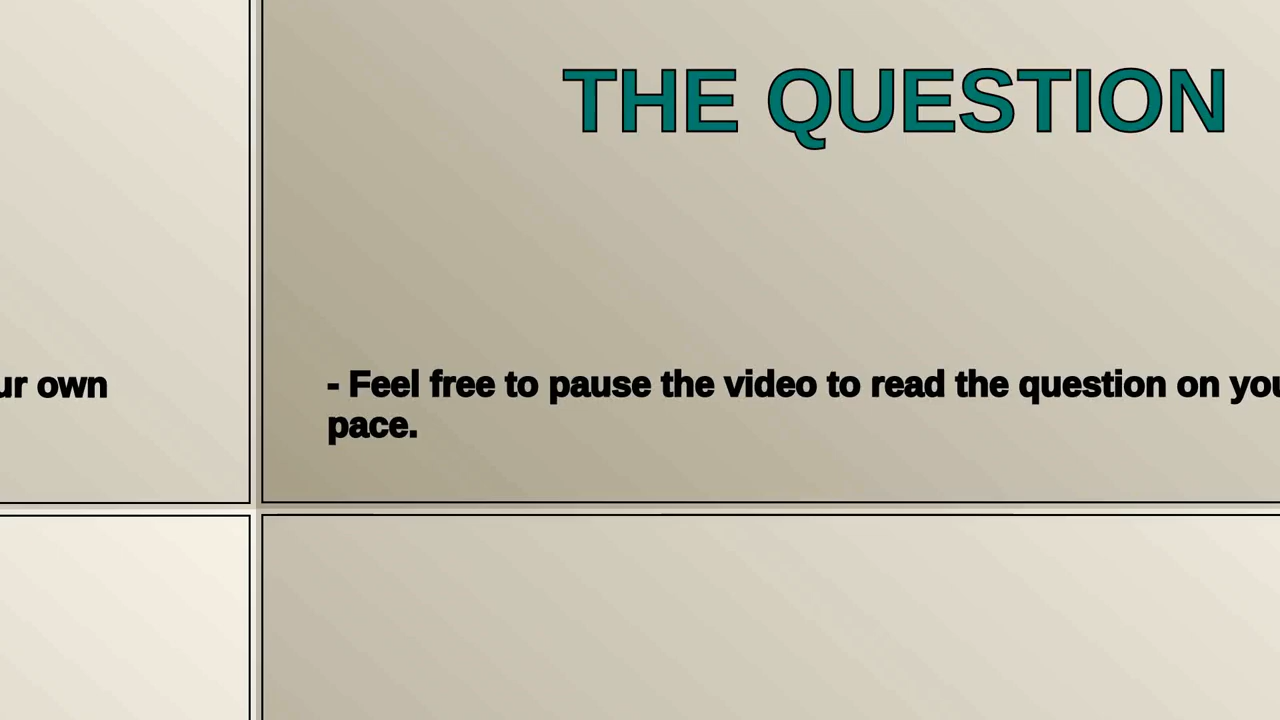 THE QUESTION
ur own
- Feel free to pause the video to read the question on you
pace.